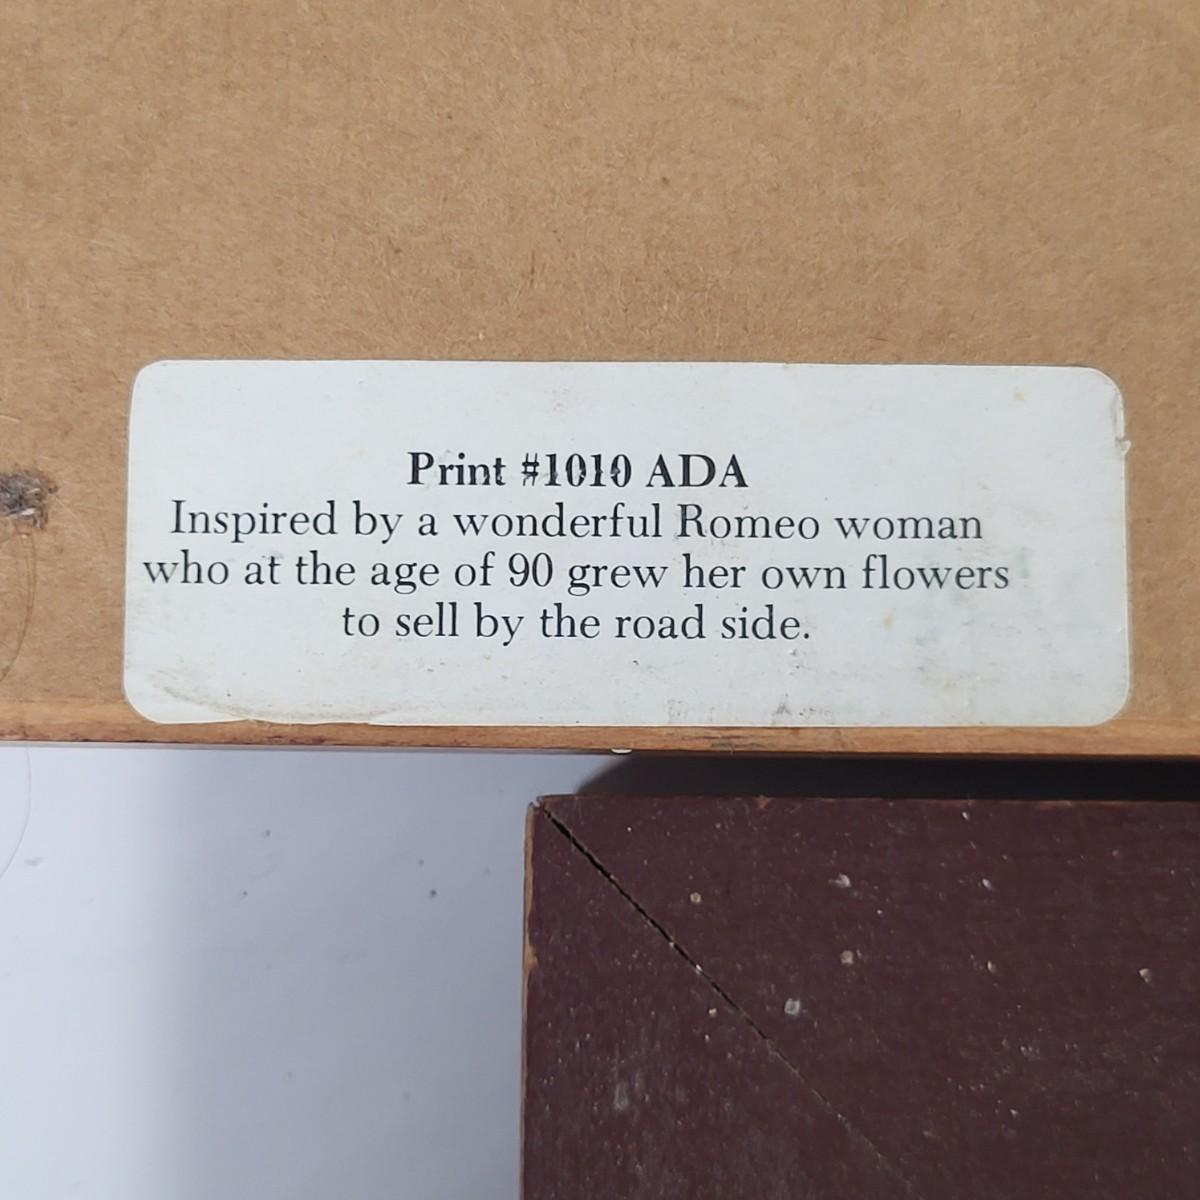 Print #1010 ADA
Inspired by a wonderful Romeo woman
who at the age of 90 grew her own flowers
to sell by the road side.